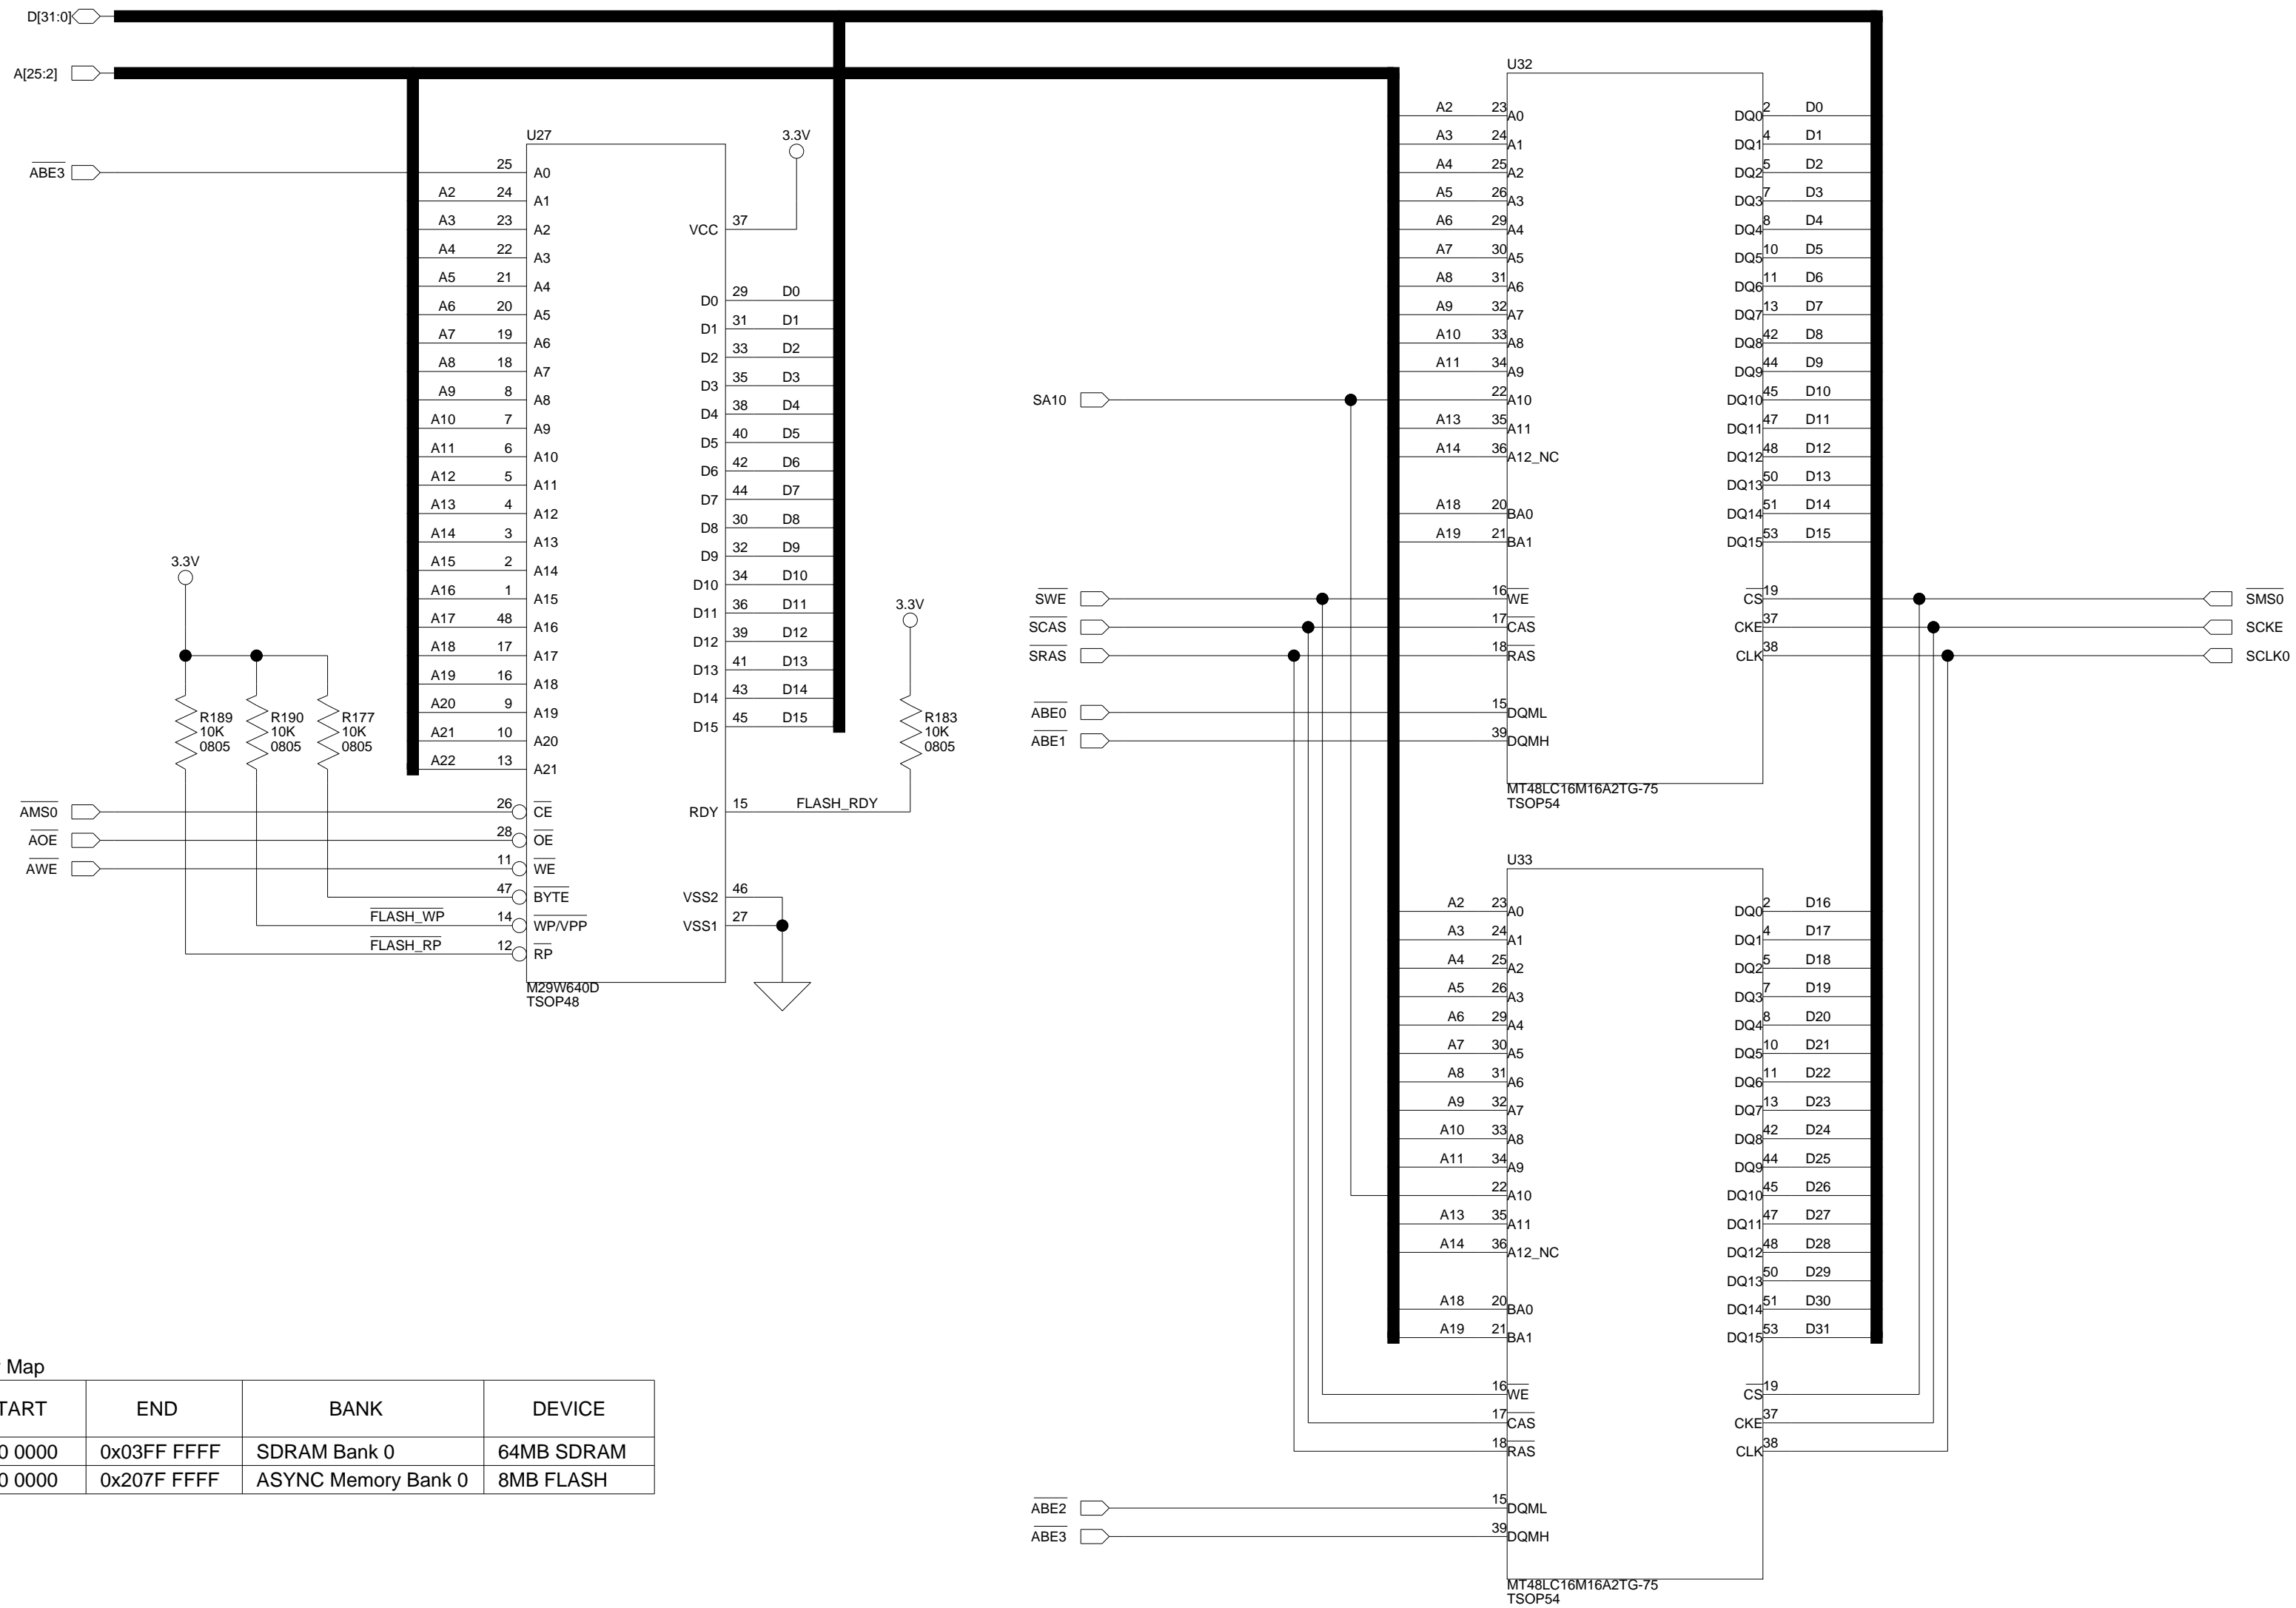 D[31:0]
A[25:2]
ABE3
U27
3.3V
25 A0
A2 24 A1
A3 23 A2
A4 22 A3
A5 21 A4
A6 20 A5
A7 19 A6
A8 18 A7
A9 8 A8
A10 7 A9
A11 6 A10
A12 5 A11
A13 4 A12
A14 3 A13
A15 2 A14
A16 1 A15
A17 48 A16
A18 17 A17
A19 16 A18
A20 9 A19
A21 10 A20
A22 13 A21
AMS0 26 CE
AOE 28 OE
AWE 11 WE
47 BYTE
FLASH_WP 14 WP/VPP
FLASH_RP 12 RP
VCC 37
D0 29 D0
D1 31 D1
D2 33 D2
D3 35 D3
D4 38 D4
D5 40 D5
D6 42 D6
D7 44 D7
D8 30 D8
D9 32 D9
D10 34 D10
D11 36 D11
D12 39 D12
D13 41 D13
D14 43 D14
D15 45 D15
RDY 15 FLASH_RDY
VSS2 46
VSS1 27
M29W640D
TSOP48
3.3V
R189
10K
0805
R190
10K
0805
R177
10K
0805
3.3V
R183
10K
0805
U32
A2 23 A0
A3 24 A1
A4 25 A2
A5 26 A3
A6 29 A4
A7 30 A5
A8 31 A6
A9 32 A7
A10 33 A8
A11 34 A9
SA10 22 A10
A13 35 A11
A14 36 A12_NC
A18 20 BA0
A19 21 BA1
SWE 16 WE
SCAS 17 CAS
SRAS 18 RAS
ABE0 15 DQML
ABE1 39 DQMH
DQ0 2 D0
DQ1 4 D1
DQ2 5 D2
DQ3 7 D3
DQ4 8 D4
DQ5 10 D5
DQ6 11 D6
DQ7 13 D7
DQ8 42 D8
DQ9 44 D9
DQ10 45 D10
DQ11 47 D11
DQ12 48 D12
DQ13 50 D13
DQ14 51 D14
DQ15 53 D15
CS 19 SMS0
CKE 37 SCKE
CLK 38 SCLK0
MT48LC16M16A2TG-75
TSOP54
U33
A2 23 A0
A3 24 A1
A4 25 A2
A5 26 A3
A6 29 A4
A7 30 A5
A8 31 A6
A9 32 A7
A10 33 A8
A11 34 A9
22 A10
A13 35 A11
A14 36 A12_NC
A18 20 BA0
A19 21 BA1
16 WE
17 CAS
18 RAS
ABE2 15 DQML
ABE3 39 DQMH
DQ0 2 D16
DQ1 4 D17
DQ2 5 D18
DQ3 7 D19
DQ4 8 D20
DQ5 10 D21
DQ6 11 D22
DQ7 13 D23
DQ8 42 D24
DQ9 44 D25
DQ10 45 D26
DQ11 47 D27
DQ12 48 D28
DQ13 50 D29
DQ14 51 D30
DQ15 53 D31
CS 19
CKE 37
CLK 38
MT48LC16M16A2TG-75
TSOP54
Map
TART END BANK DEVICE
0 0000 0x03FF FFFF SDRAM Bank 0 64MB SDRAM
0 0000 0x207F FFFF ASYNC Memory Bank 0 8MB FLASH